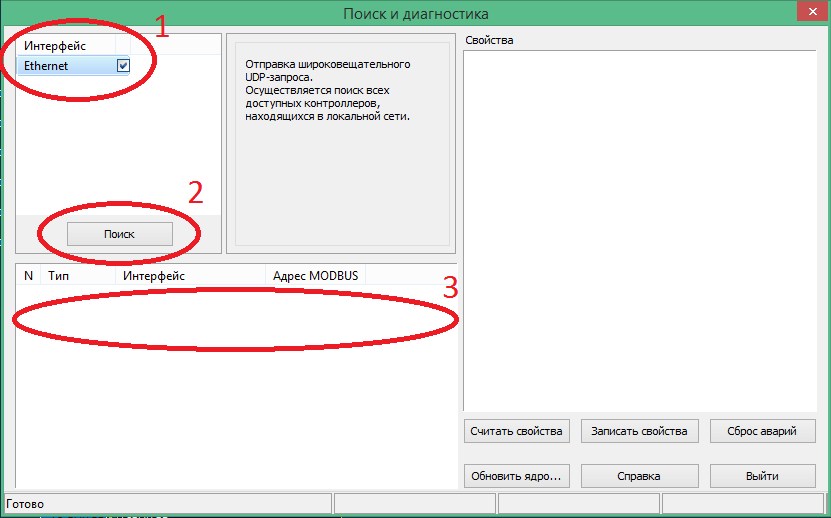 Поиск и диагностика
1
Интерфейс
Ethernet
Отправка широковещательного
UDP-запроса.
Осуществляется поиск всех
доступных контроллеров,
находящихся в локальной сети.
Свойства
2
Поиск
N Тип Интерфейс Адрес MODBUS
3
Считать свойства Записать свойства Сброс аварий
Обновить ядро... Справка Выйти
Готово